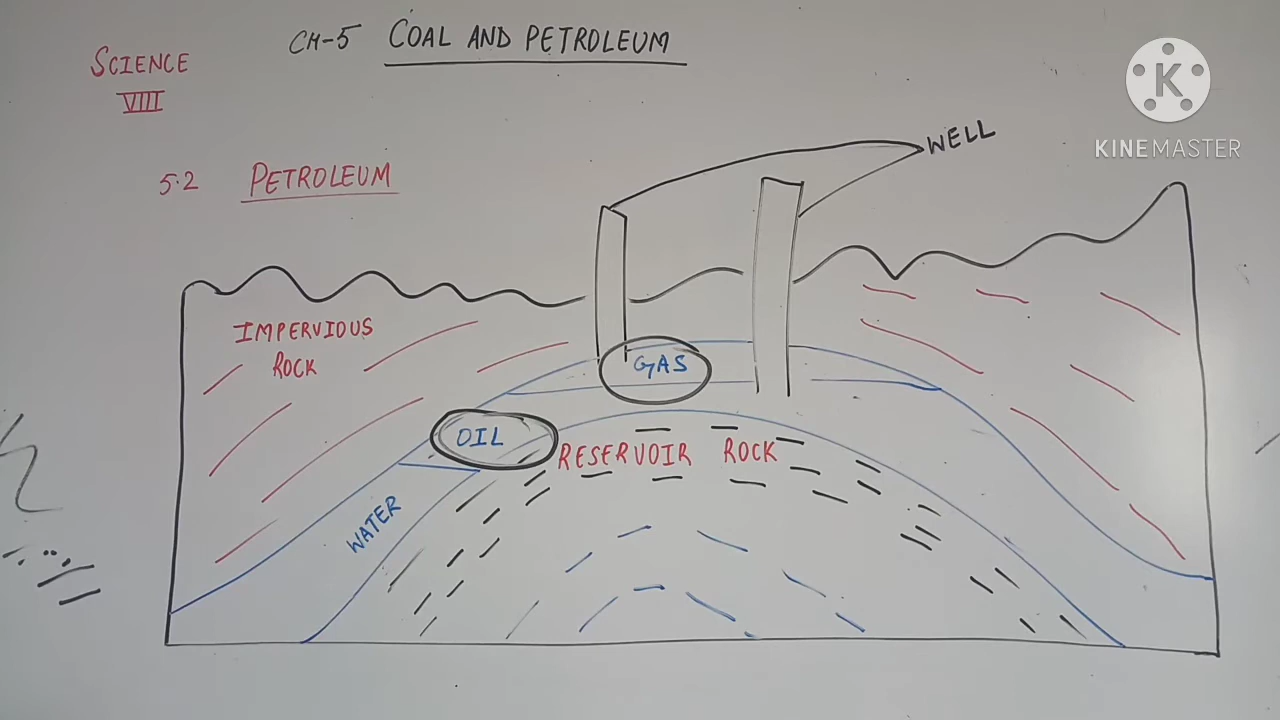 CH-5 COAL AND PETROLEUM
SCIENCE
VIII
K
KINEMASTER
WELL
5.2 PETROLEUM
IMPERVIOUS
ROCK
GAS
OIL
RESERVOIR ROCK
WATER